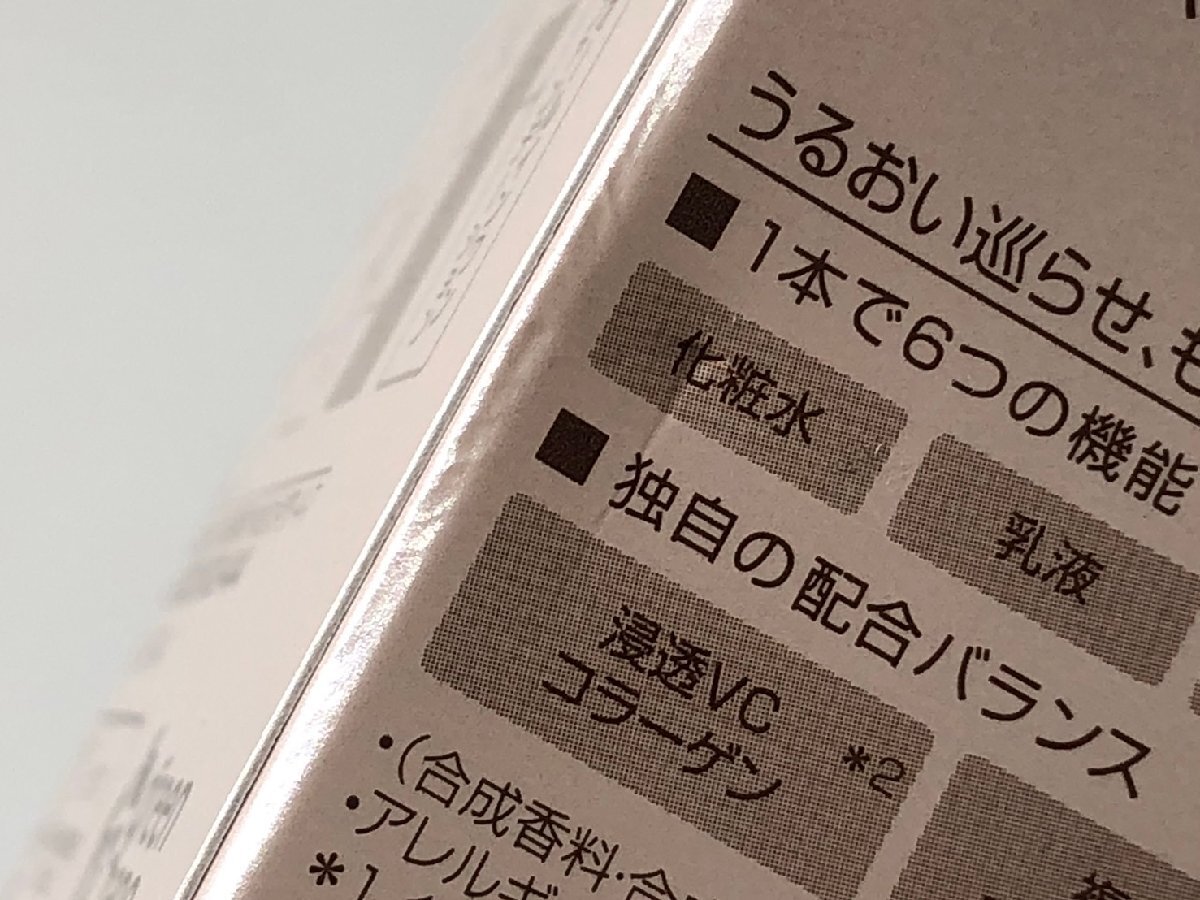 うるおい巡らせ、も
■1本で6つの機能
化粧水
乳液
■独自の配合バランス
浸透VC
コラーゲン *2
・(合成香料・合
・アレルギ
*1